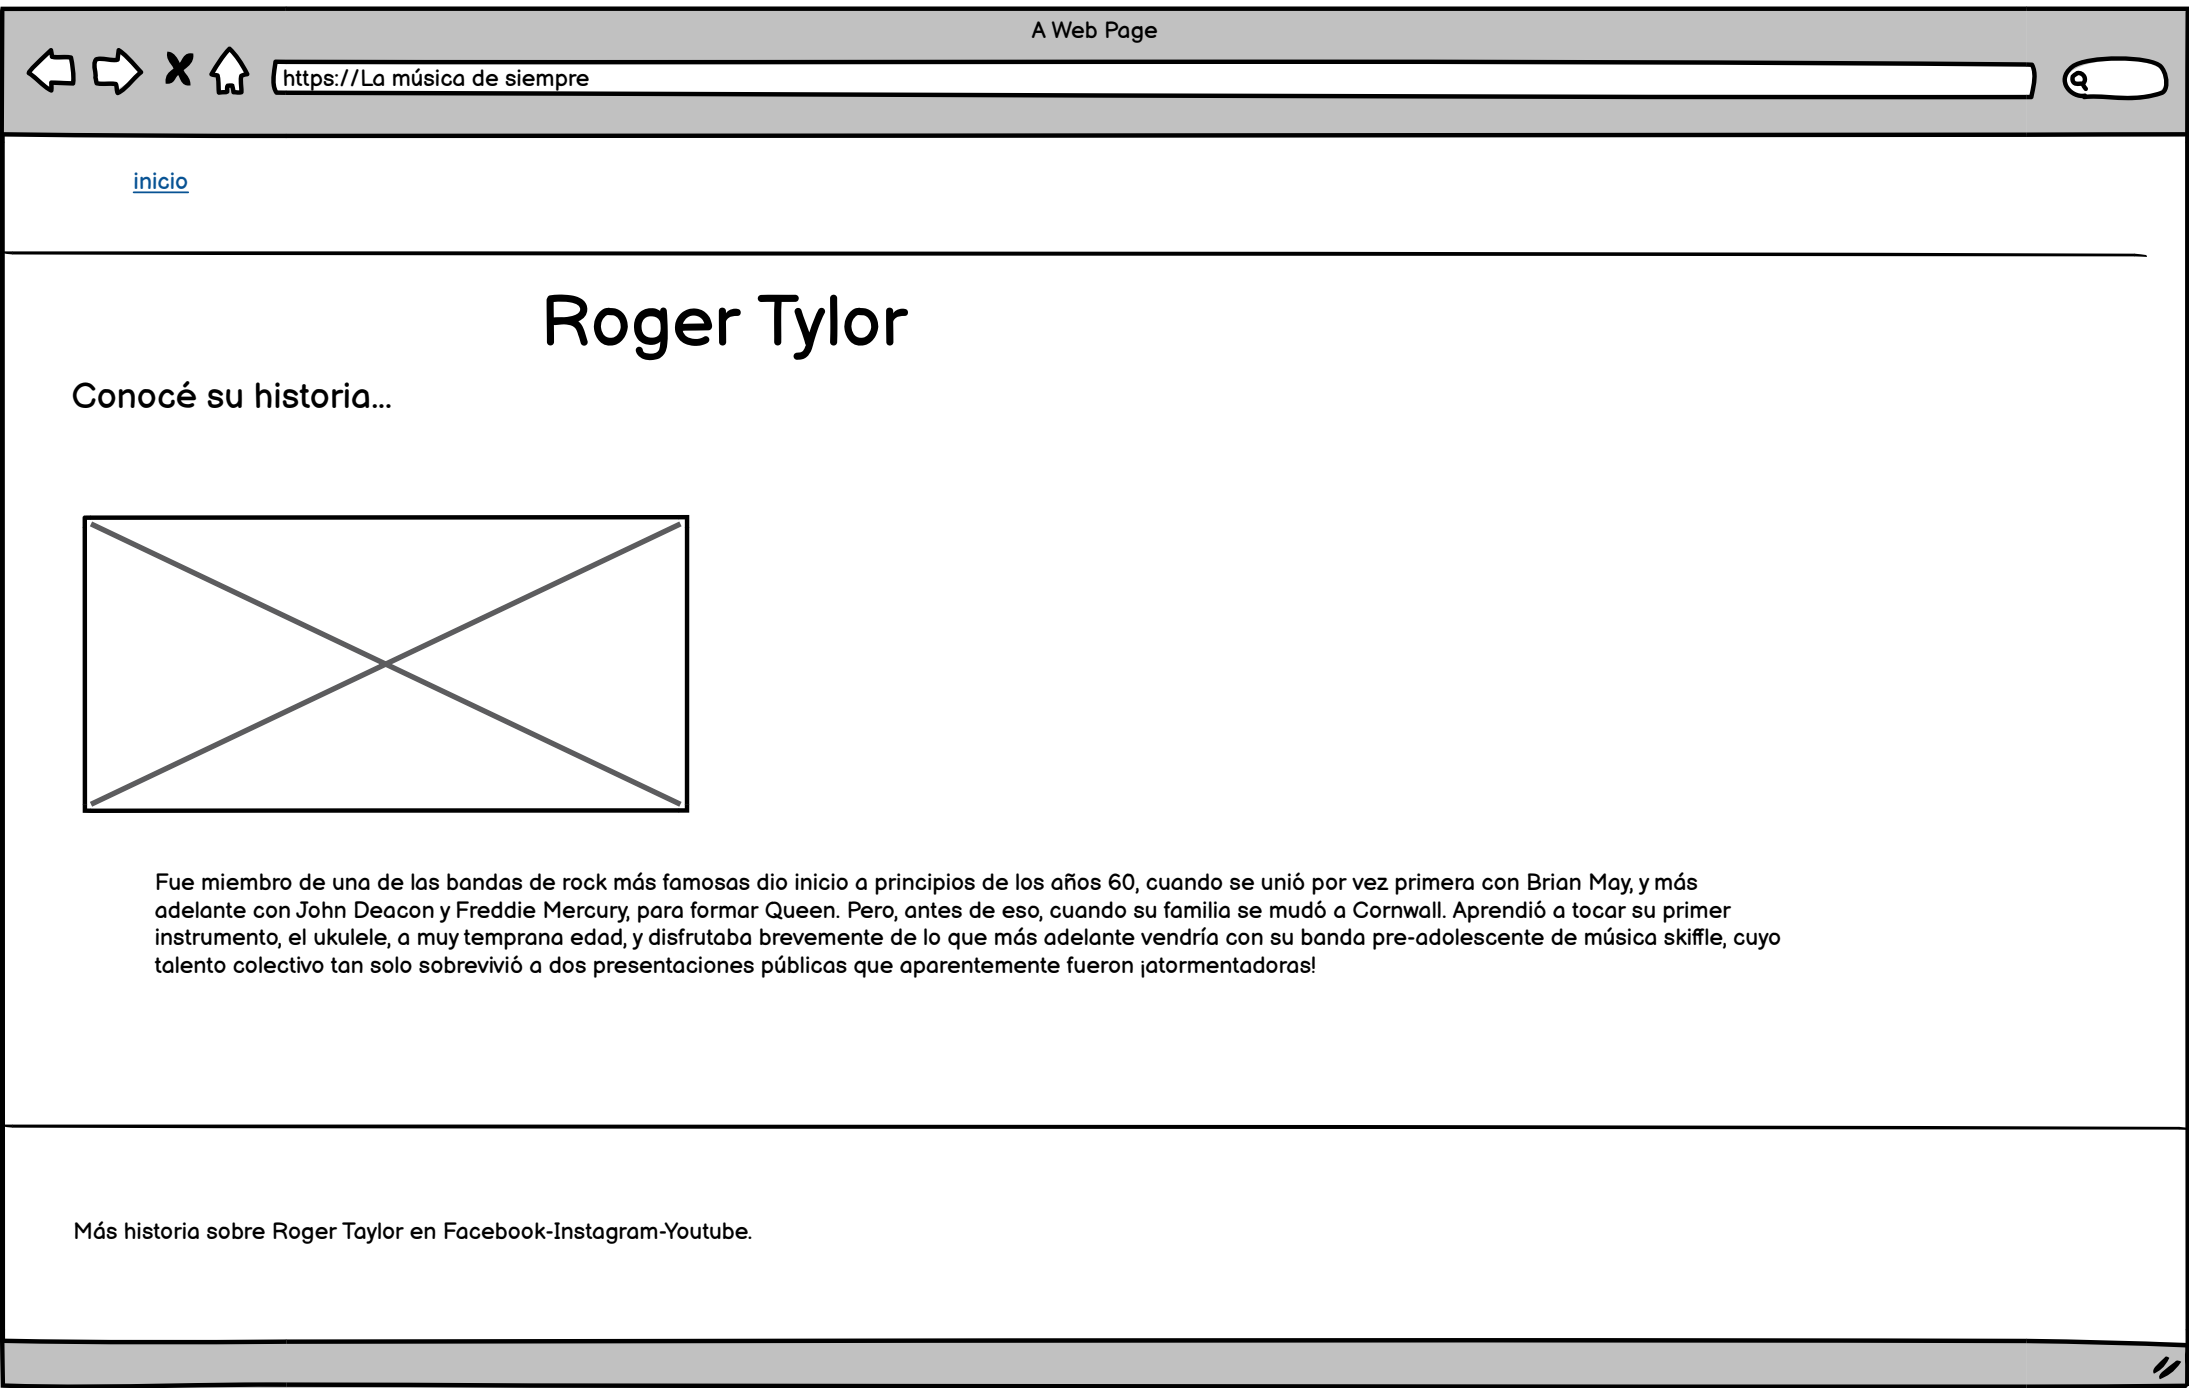 A Web Page
https://La música de siempre
inicio
Roger Tylor
Conocé su historia...
Fue miembro de una de las bandas de rock más famosas dio inicio a principios de los años 60, cuando se unió por vez primera con Brian May, y más
adelante con John Deacon y Freddie Mercury, para formar Queen. Pero, antes de eso, cuando su familia se mudó a Cornwall. Aprendió a tocar su primer
instrumento, el ukulele, a muy temprana edad, y disfrutaba brevemente de lo que más adelante vendría con su banda pre-adolescente de música skiffle, cuyo
talento colectivo tan solo sobrevivió a dos presentaciones públicas que aparentemente fueron ¡atormentadoras!
Más historia sobre Roger Taylor en Facebook-Instagram-Youtube.